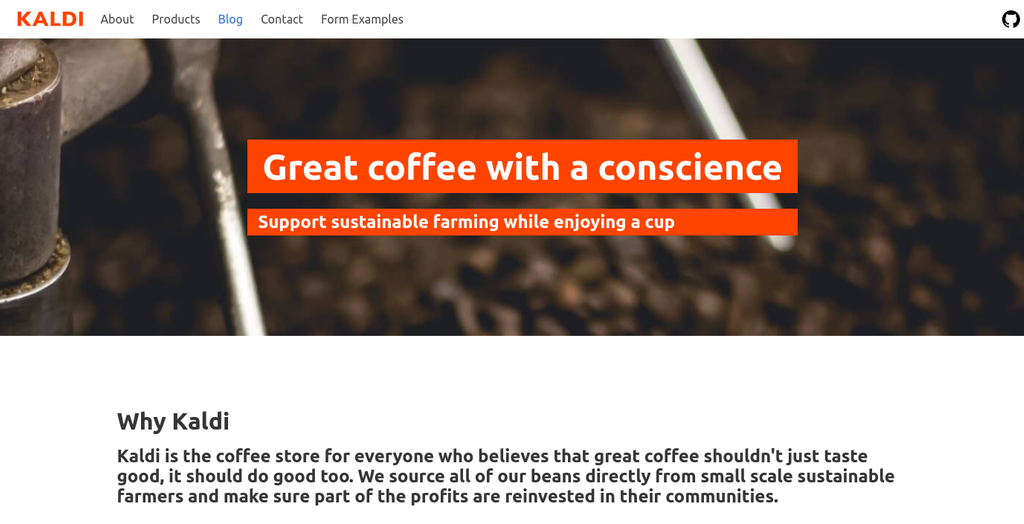 KALDI About Products Blog Contact Form Examples
Great coffee with a conscience
Support sustainable farming while enjoying a cup
Why Kaldi
Kaldi is the coffee store for everyone who believes that great coffee shouldn't just taste
good, it should do good too. We source all of our beans directly from small scale sustainable
farmers and make sure part of the profits are reinvested in their communities.